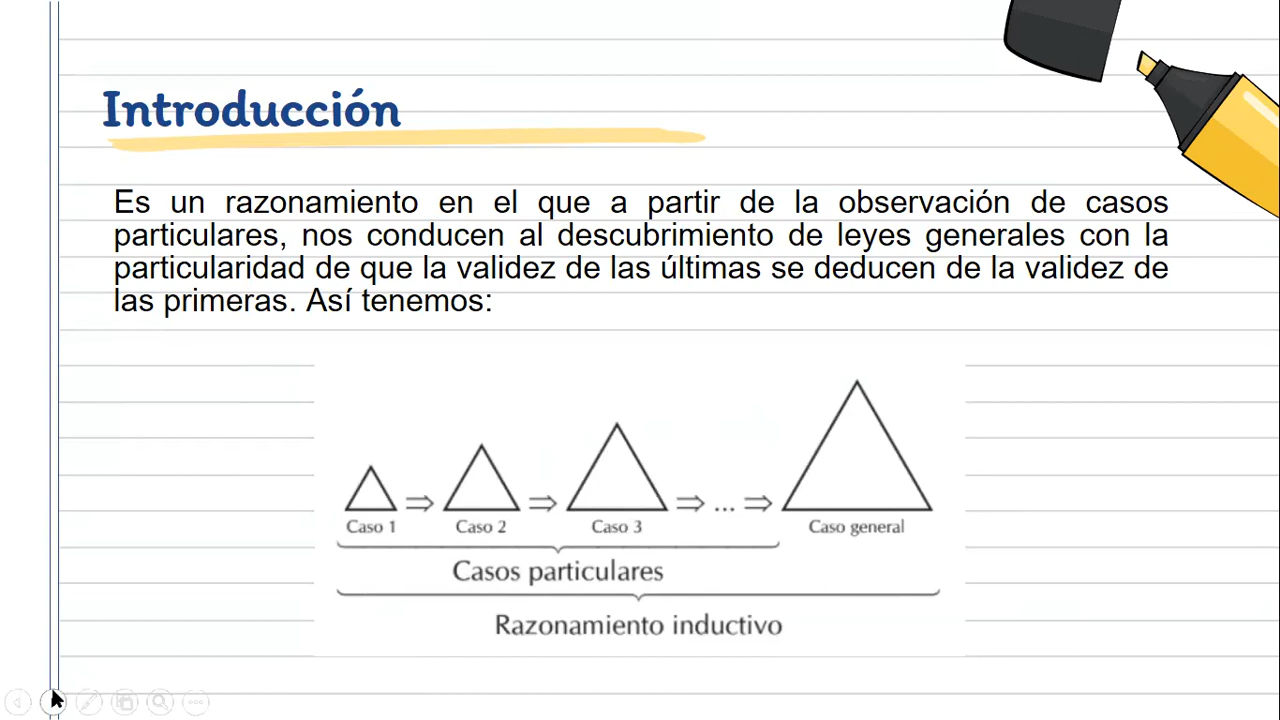 Introducción
Es un razonamiento en el que a partir de la observación de casos
particulares, nos conducen al descubrimiento de leyes generales con la
particularidad de que la validez de las últimas se deducen de la validez de
las primeras. Así tenemos:
⇒ ⇒ ⇒ ... ⇒
Caso 1 Caso 2 Caso 3 Caso general
Casos particulares
Razonamiento inductivo